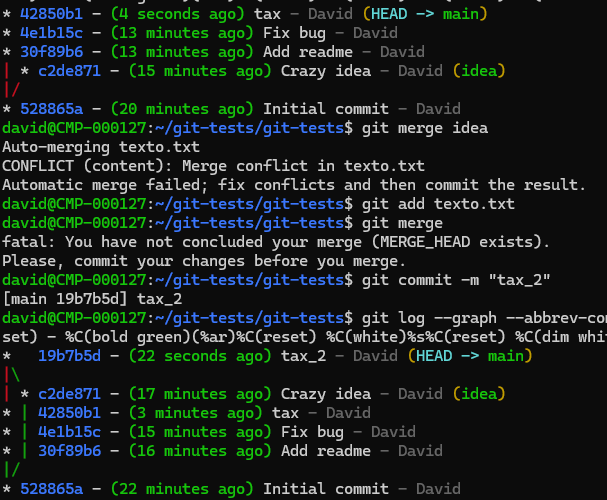 * 42850b1 - (4 seconds ago) tax - David (HEAD -> main)
* 4e1b15c - (13 minutes ago) Fix bug - David
* 30f89b6 - (13 minutes ago) Add readme - David
| * c2de871 - (15 minutes ago) Crazy idea - David (idea)
|/
* 528865a - (20 minutes ago) Initial commit - David
david@CMP-000127:~/git-tests/git-tests$ git merge idea
Auto-merging texto.txt
CONFLICT (content): Merge conflict in texto.txt
Automatic merge failed; fix conflicts and then commit the result.
david@CMP-000127:~/git-tests/git-tests$ git add texto.txt
david@CMP-000127:~/git-tests/git-tests$ git merge
fatal: You have not concluded your merge (MERGE_HEAD exists).
Please, commit your changes before you merge.
david@CMP-000127:~/git-tests/git-tests$ git commit -m "tax_2"
[main 19b7b5d] tax_2
david@CMP-000127:~/git-tests/git-tests$ git log --graph --abbrev-co
set) - %C(bold green)(%ar)%C(reset) %C(white)%s%C(reset) %C(dim whit
*   19b7b5d - (22 seconds ago) tax_2 - David (HEAD -> main)
|\
| * c2de871 - (17 minutes ago) Crazy idea - David (idea)
* | 42850b1 - (3 minutes ago) tax - David
* | 4e1b15c - (15 minutes ago) Fix bug - David
* | 30f89b6 - (16 minutes ago) Add readme - David
|/
* 528865a - (22 minutes ago) Initial commit - David